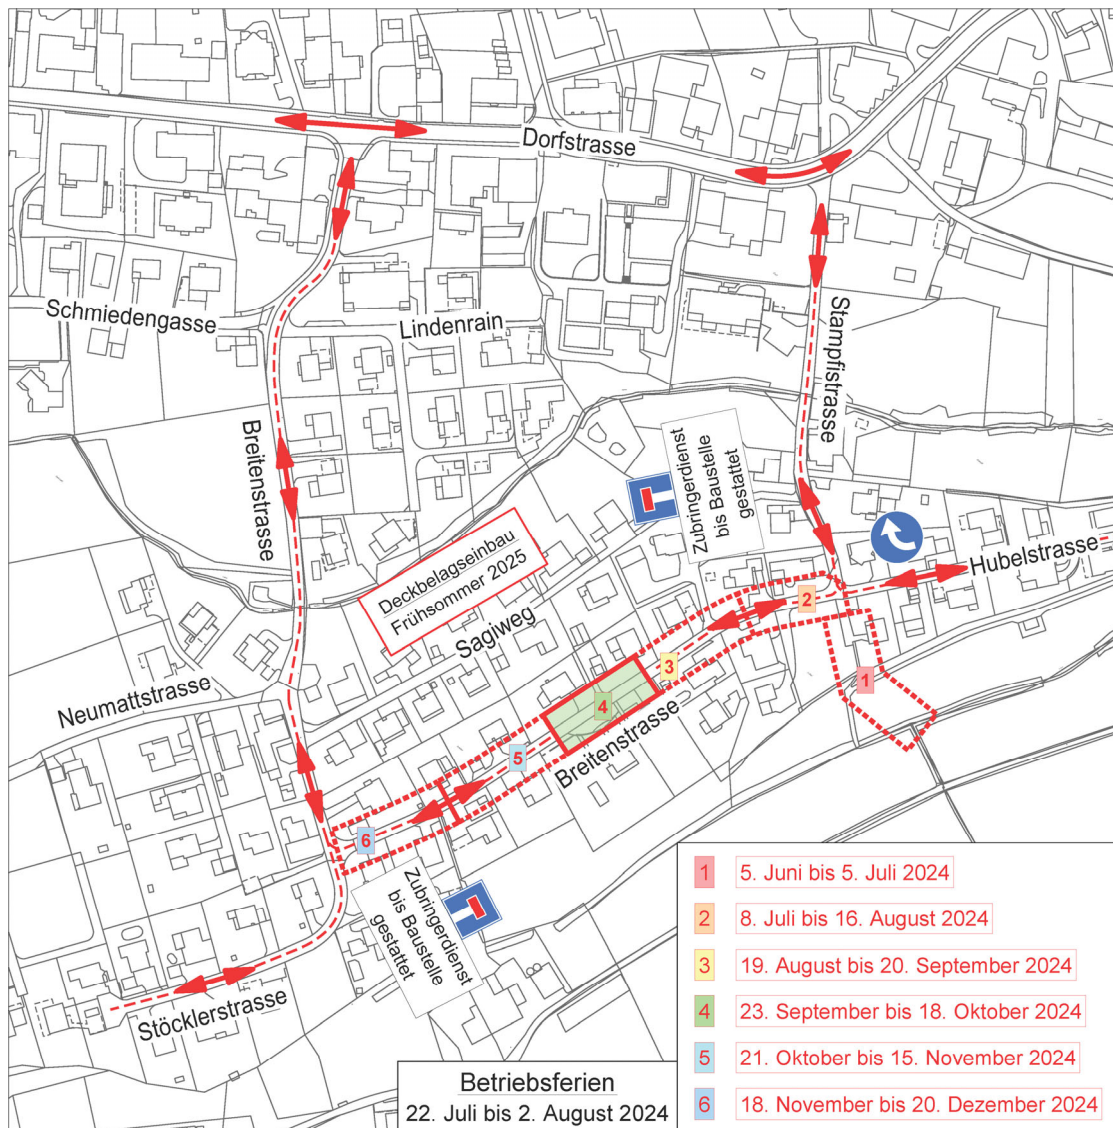 Dorfstrasse
Schmiedengasse
Lindenrain
Stampfistrasse
Breitenstrasse
Zubringerdienst
bis Baustelle
gestattet
Deckbelagseinbau
Frühsommer 2025
Hubelstrasse
Sagiweg
Neumattstrasse
2
3
1
4
5
Breitenstrasse
6
Zubringerdienst
bis Baustelle
gestattet
Stöcklerstrasse
1 5. Juni bis 5. Juli 2024
2 8. Juli bis 16. August 2024
3 19. August bis 20. September 2024
4 23. September bis 18. Oktober 2024
5 21. Oktober bis 15. November 2024
6 18. November bis 20. Dezember 2024
Betriebsferien
22. Juli bis 2. August 2024